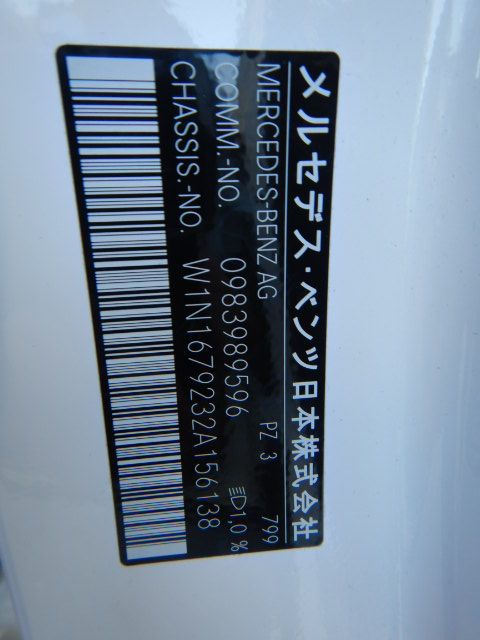 メルセデス・ベンツ日本株式会社
MERCEDES-BENZ AG PZ 3 799
COMM.-NO. 0983989596 1,0 %
CHASSIS.-NO. W1N1679232A156138